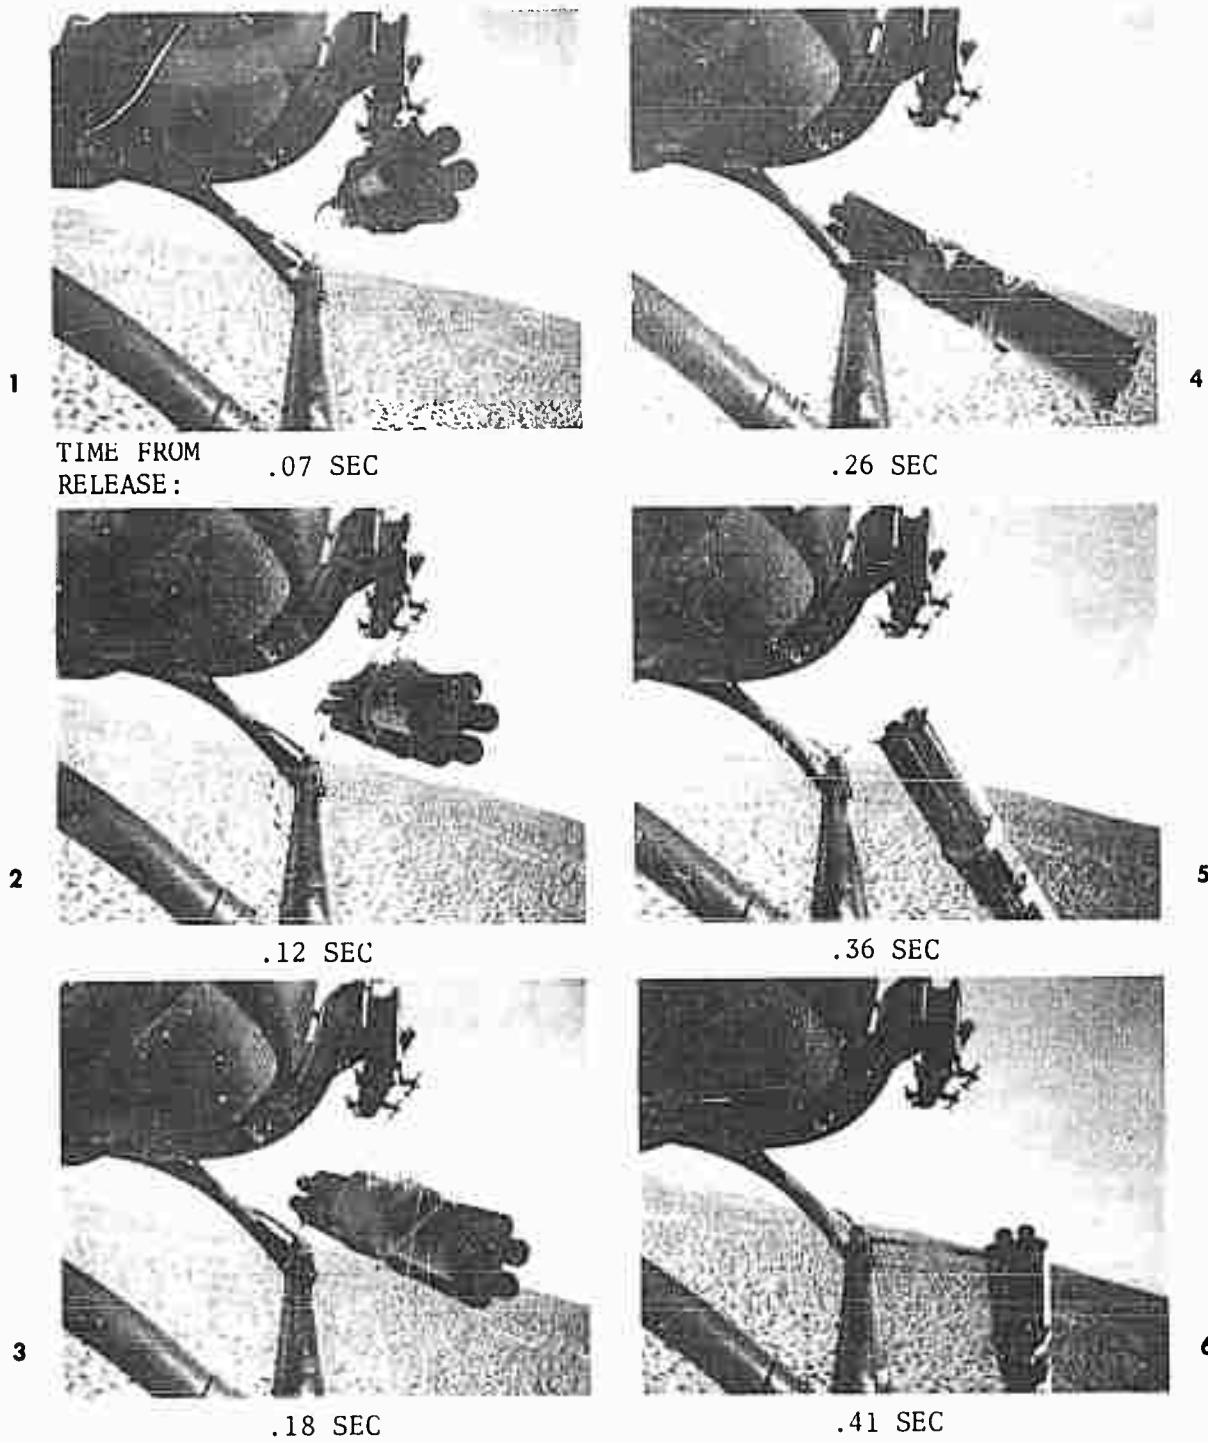 1
4
TIME FROM
RELEASE:
.07 SEC
.26 SEC
2
5
.12 SEC
.36 SEC
3
6
.18 SEC
.41 SEC